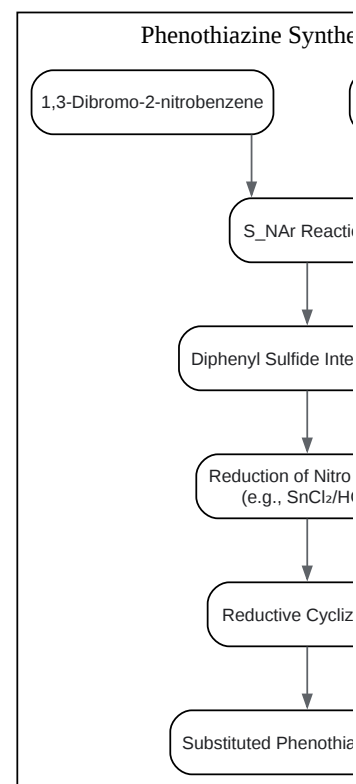 Phenothiazine Synthe
1,3-Dibromo-2-nitrobenzene
S_NAr Reacti
Diphenyl Sulfide Inte
Reduction of Nitro
(e.g., SnCl₂/H
Reductive Cycliz
Substituted Phenothia